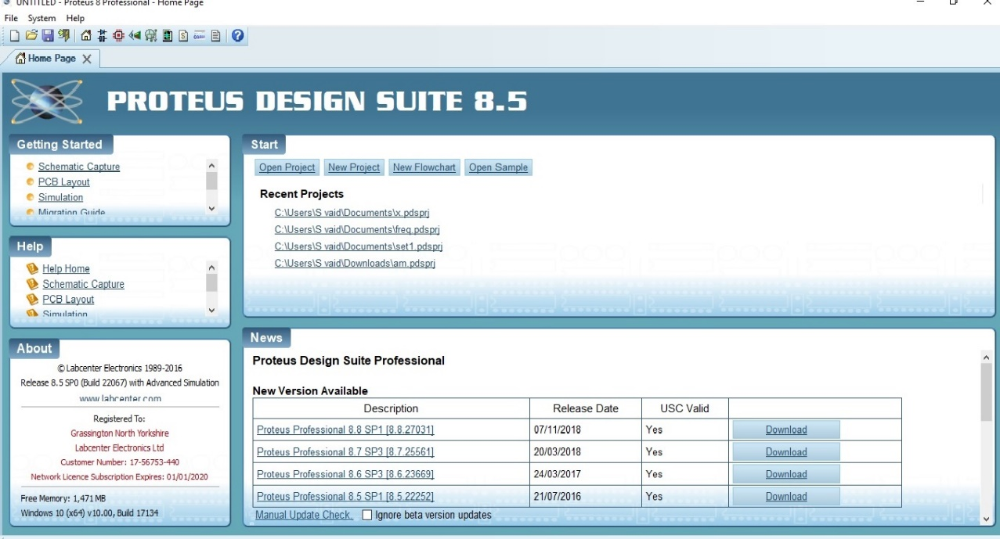 UNTITLED - Proteus 8 Professional - Home Page
File System Help
Home Page
PROTEUS DESIGN SUITE 8.5
Getting Started
Schematic Capture
PCB Layout
Simulation
Migration Guide
Help
Help Home
Schematic Capture
PCB Layout
Simulation
About
© Labcenter Electronics 1989-2016
Release 8.5 SP0 (Build 22067) with Advanced Simulation
www.labcenter.com
Registered To:
Grassington North Yorkshire
Labcenter Electronics Ltd
Customer Number: 17-56753-440
Network Licence Subscription Expires: 01/01/2020
Free Memory: 1,471 MB
Windows 10 (x64) v10.00, Build 17134
Start
Open Project New Project New Flowchart Open Sample
Recent Projects
C:\Users\S vaid\Documents\x.pdsprj
C:\Users\S vaid\Documents\freq.pdsprj
C:\Users\S vaid\Documents\set1.pdsprj
C:\Users\S vaid\Downloads\am.pdsprj
News
Proteus Design Suite Professional
New Version Available
Description Release Date USC Valid
Proteus Professional 8.8 SP1 [8.8.27031] 07/11/2018 Yes Download
Proteus Professional 8.7 SP3 [8.7.25561] 20/03/2018 Yes Download
Proteus Professional 8.6 SP3 [8.6.23669] 24/03/2017 Yes Download
Proteus Professional 8.5 SP1 [8.5.22252] 21/07/2016 Yes Download
Manual Update Check. Ignore beta version updates